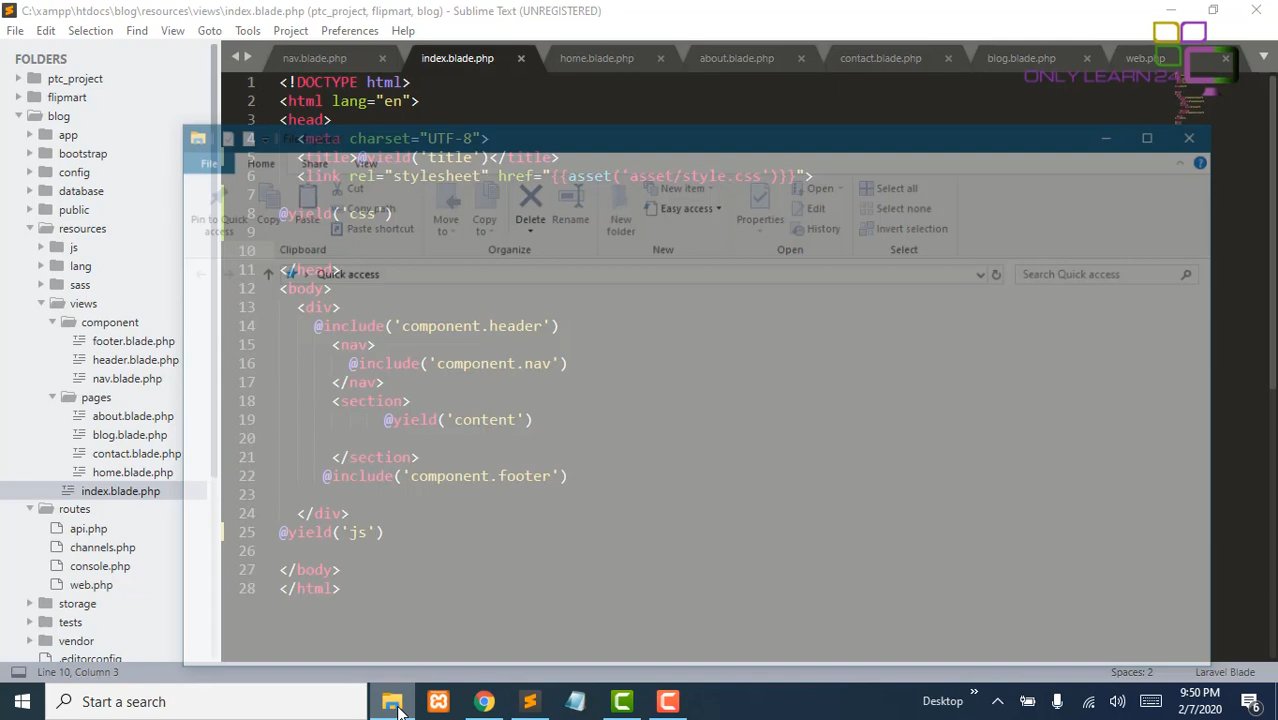 C:\xampp\htdocs\blog\resources\views\index.blade.php (ptc_project, flipmart, blog) - Sublime Text (UNREGISTERED)
File Edit Selection Find View Goto Tools Project Preferences Help
FOLDERS
ptc_project
flipmart
blog
app
bootstrap
config
database
public
resources
js
lang
sass
views
component
footer.blade.php
header.blade.php
nav.blade.php
pages
about.blade.php
blog.blade.php
contact.blade.php
home.blade.php
index.blade.php
routes
api.php
channels.php
console.php
web.php
storage
tests
vendor
.editorconfig
nav.blade.php index.blade.php home.blade.php about.blade.php contact.blade.php blog.blade.php web.php
ONLY LEARN 24
1 <!DOCTYPE html>
2 <html lang="en">
3 <head>
4 <meta charset="UTF-8">
5 <title>@yield('title')</title>
6 <link rel="stylesheet" href="{{asset('asset/style.css')}}">
7
8 @yield('css')
9
10
11 </head>
12 <body>
13 <div>
14 @include('component.header')
15 <nav>
16 @include('component.nav')
17 </nav>
18 <section>
19 @yield('content')
20
21 </section>
22 @include('component.footer')
23
24 </div>
25 @yield('js')
26
27 </body>
28 </html>
File Home Share View
Pin to Quick access
Copy
Paste
Cut
Copy path
Paste shortcut
Clipboard
Move to
Copy to
Delete
Rename
Organize
New folder
New item
Easy access
New
Properties
Open
Edit
History
Open
Select all
Select none
Invert selection
Select
Quick access
Search Quick access
Line 10, Column 3
Spaces: 2
Laravel Blade
Start a search
Desktop
9:50 PM
2/7/2020
6